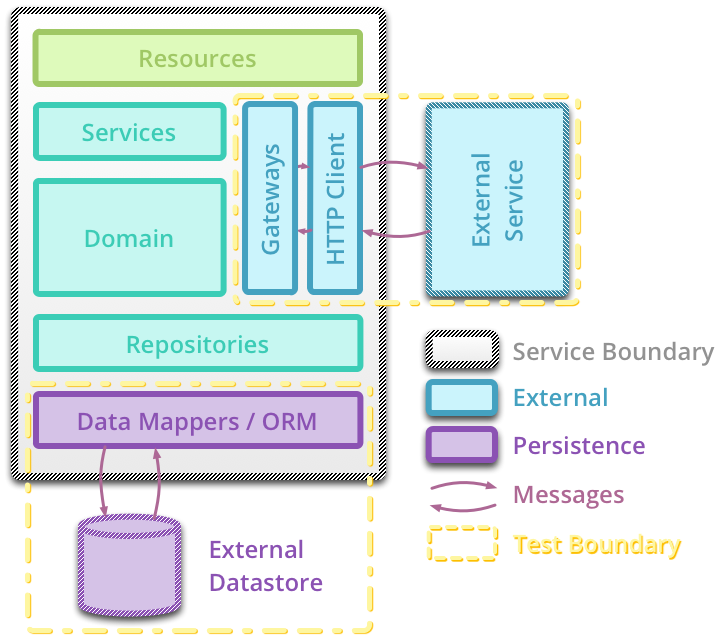 Resources
Services
Gateways
HTTP Client
External
Service
Domain
Repositories
Data Mappers / ORM
External
Datastore
Service Boundary
External
Persistence
Messages
Test Boundary